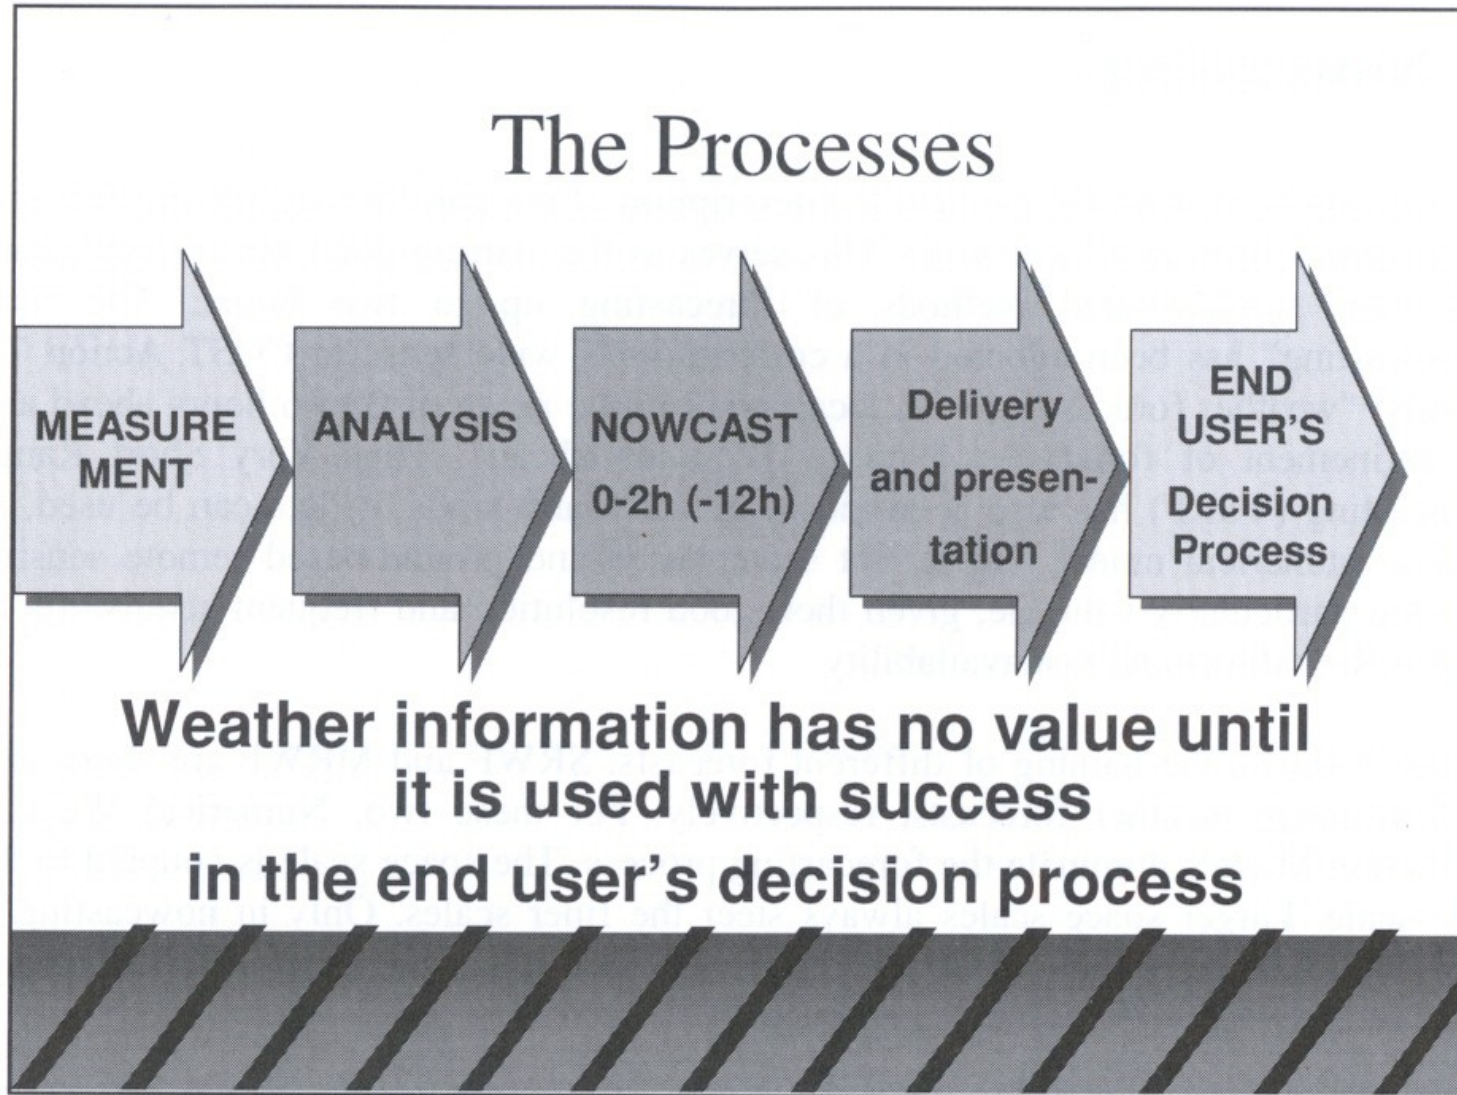 The Processes
MEASURE
MENT
ANALYSIS
NOWCAST
0-2h (-12h)
Delivery
and presen-
tation
END
USER'S
Decision
Process
Weather information has no value until
it is used with success
in the end user's decision process